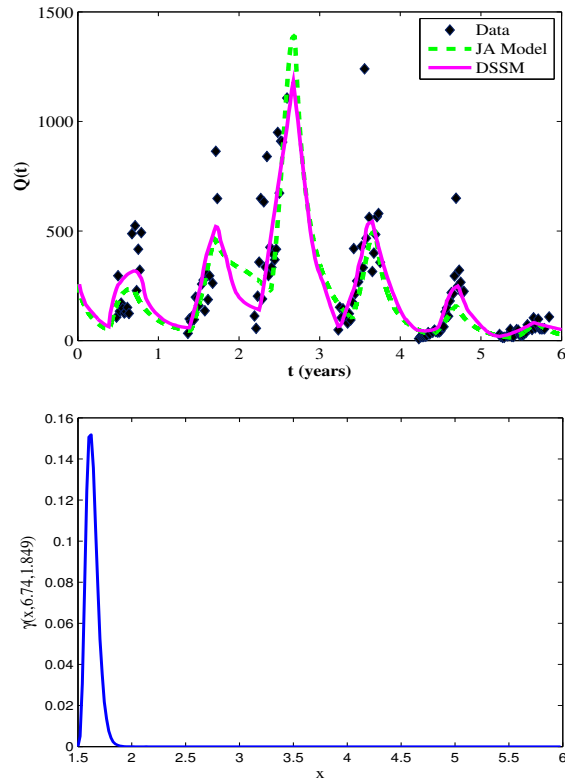 1500
1000
500
0
Q(t)
Data
JA Model
DSSM
0 1 2 3 4 5 6
t (years)
0.16
0.14
0.12
0.1
0.08
0.06
0.04
0.02
0
γ(x,6.74,1.849)
1.5 2 2.5 3 3.5 4 4.5 5 5.5 6
x